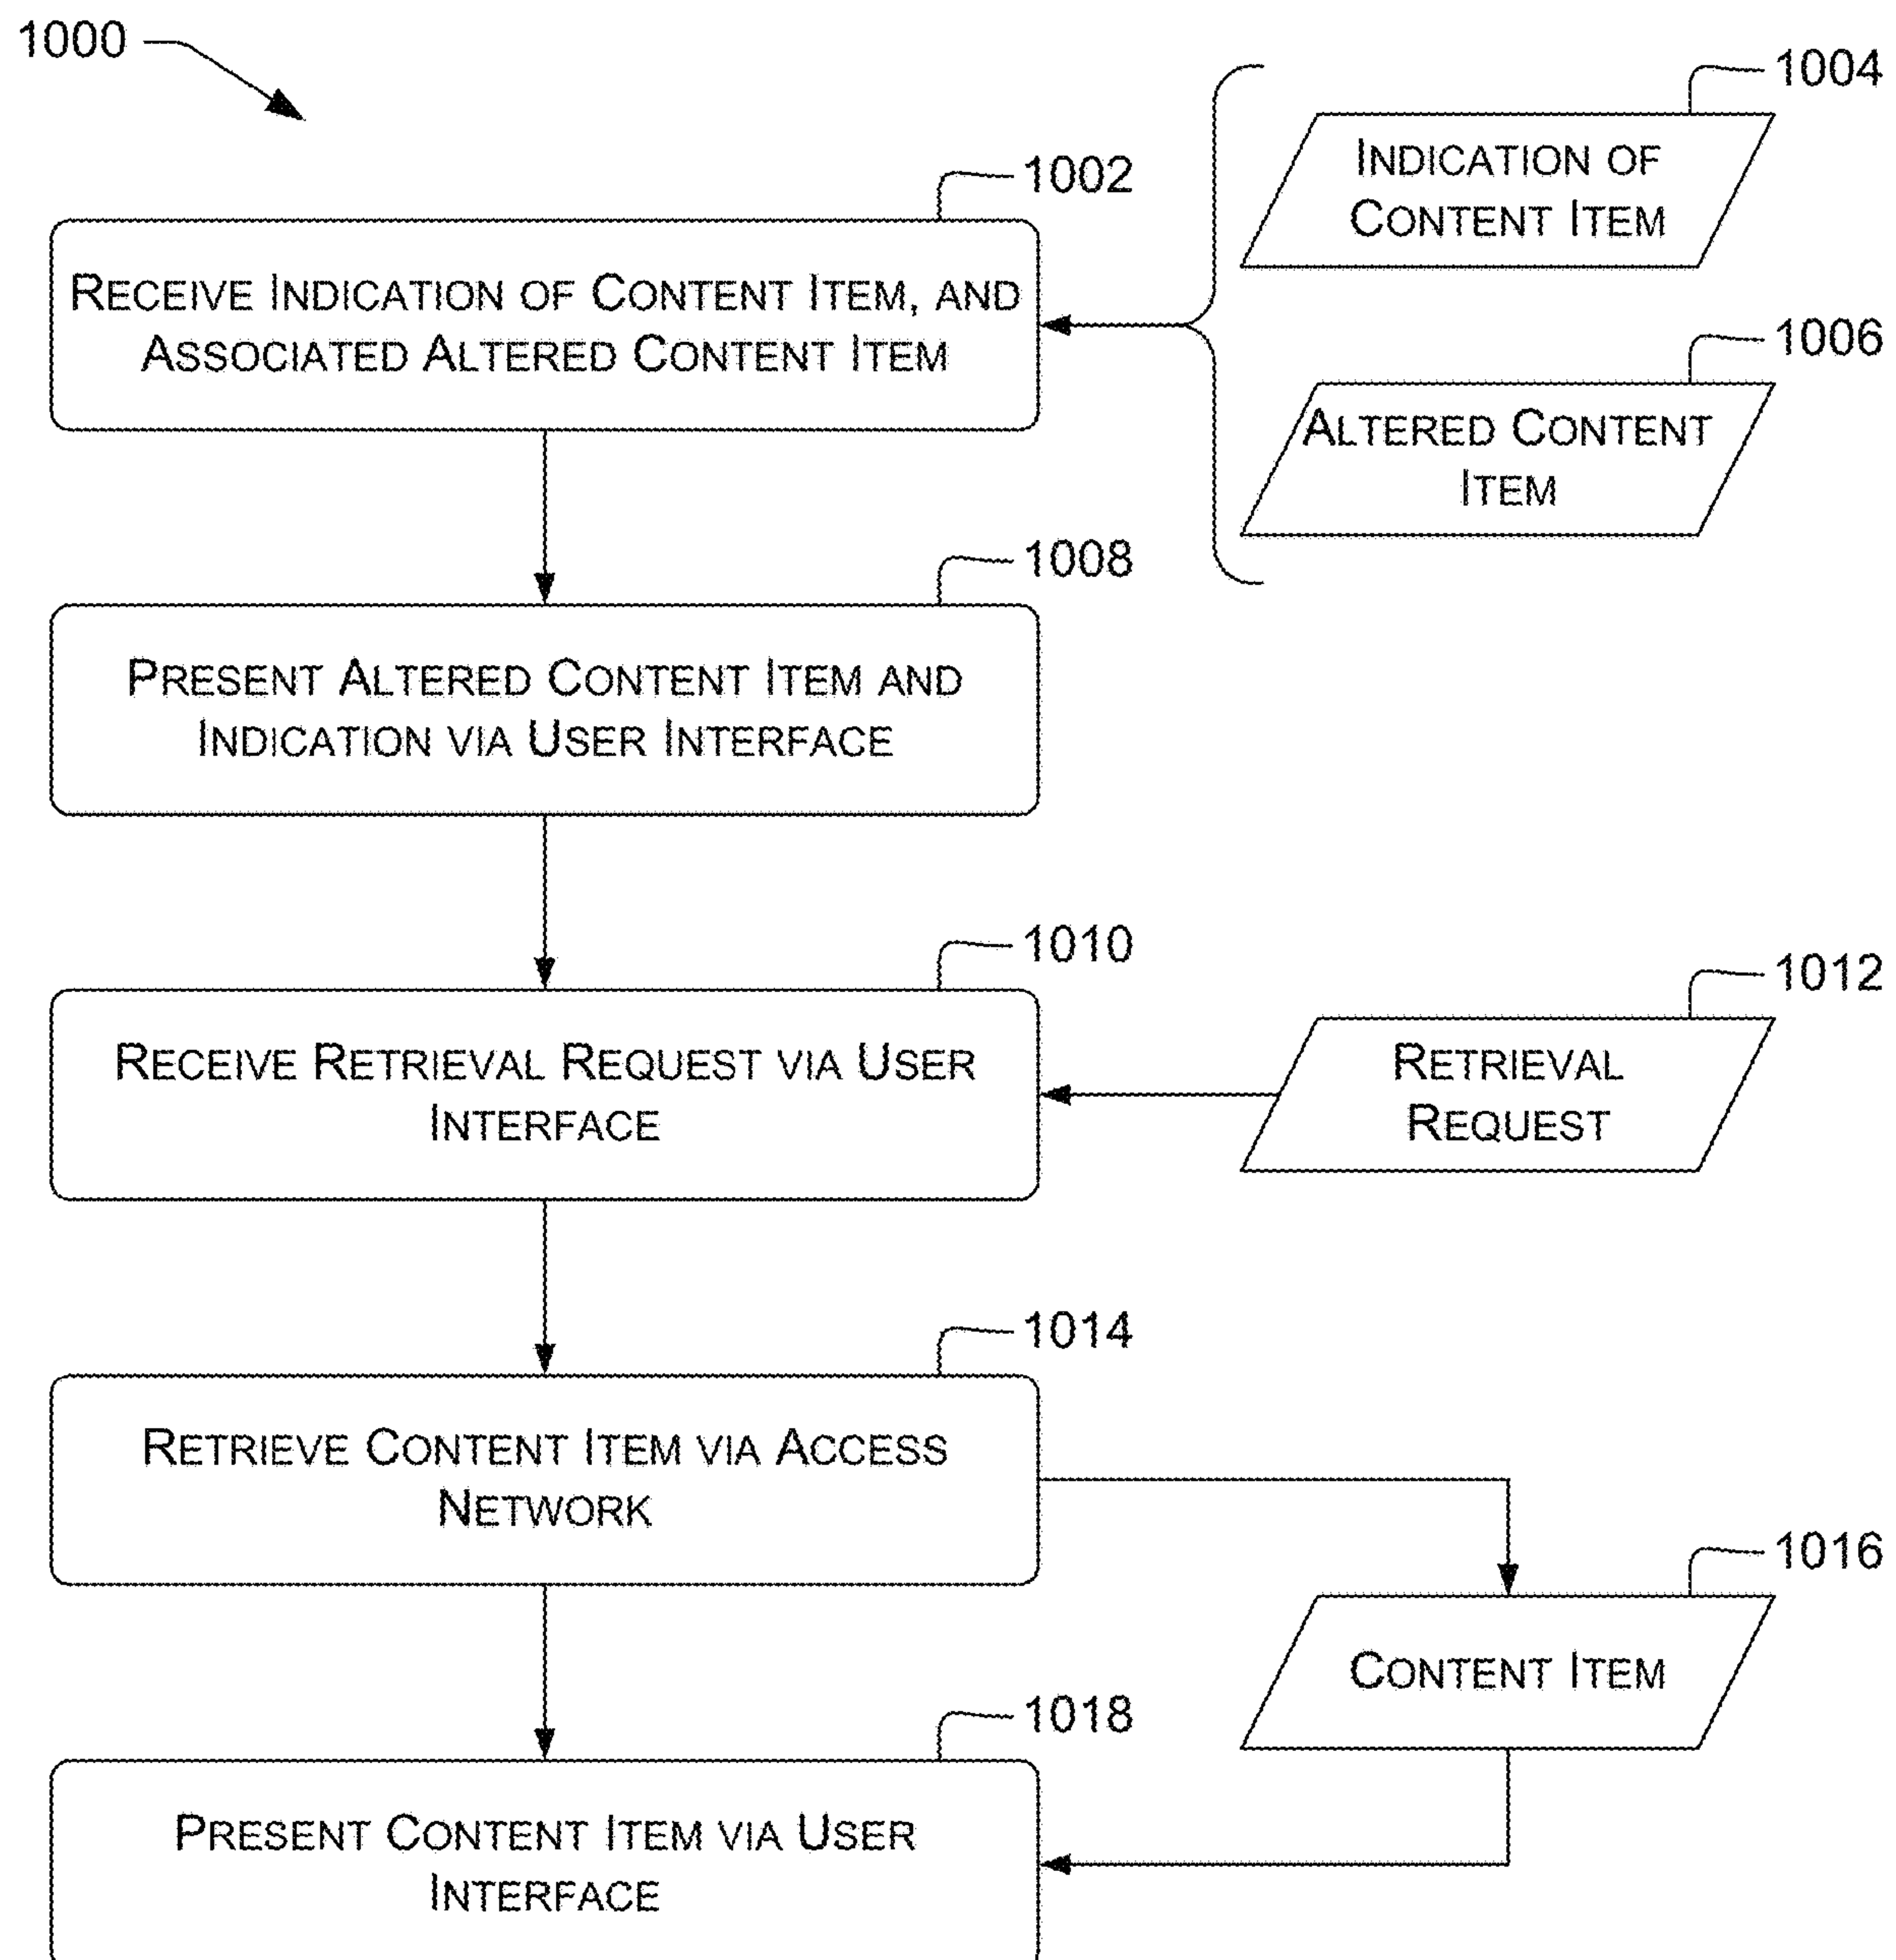 1000
1004
INDICATION OF
CONTENT ITEM
1002
RECEIVE INDICATION OF CONTENT ITEM, AND
ASSOCIATED ALTERED CONTENT ITEM
1006
ALTERED CONTENT
ITEM
1008
PRESENT ALTERED CONTENT ITEM AND
INDICATION VIA USER INTERFACE
1010
RECEIVE RETRIEVAL REQUEST VIA USER
INTERFACE
1012
RETRIEVAL
REQUEST
1014
RETRIEVE CONTENT ITEM VIA ACCESS
NETWORK
1016
CONTENT ITEM
1018
PRESENT CONTENT ITEM VIA USER
INTERFACE